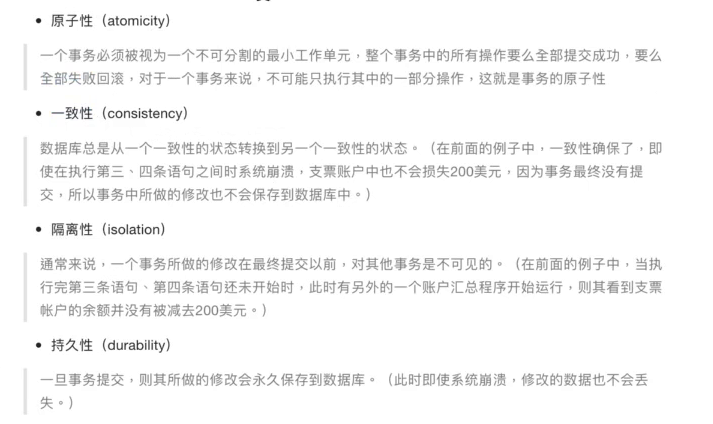 • 原子性（atomicity）
一个事务必须被视为一个不可分割的最小工作单元，整个事务中的所有操作要么全部提交成功，要么
全部失败回滚，对于一个事务来说，不可能只执行其中的一部分操作，这就是事务的原子性
• 一致性（consistency）
数据库总是从一个一致性的状态转换到另一个一致性的状态。（在前面的例子中，一致性确保了，即
使在执行第三、四条语句之间时系统崩溃，支票账户中也不会损失200美元，因为事务最终没有提
交，所以事务中所做的修改也不会保存到数据库中。）
• 隔离性（isolation）
通常来说，一个事务所做的修改在最终提交以前，对其他事务是不可见的。（在前面的例子中，当执
行完第三条语句、第四条语句还未开始时，此时有另外的一个账户汇总程序开始运行，则其看到支票
帐户的余额并没有被减去200美元。）
• 持久性（durability）
一旦事务提交，则其所做的修改会永久保存到数据库。（此时即使系统崩溃，修改的数据也不会丢
失。）